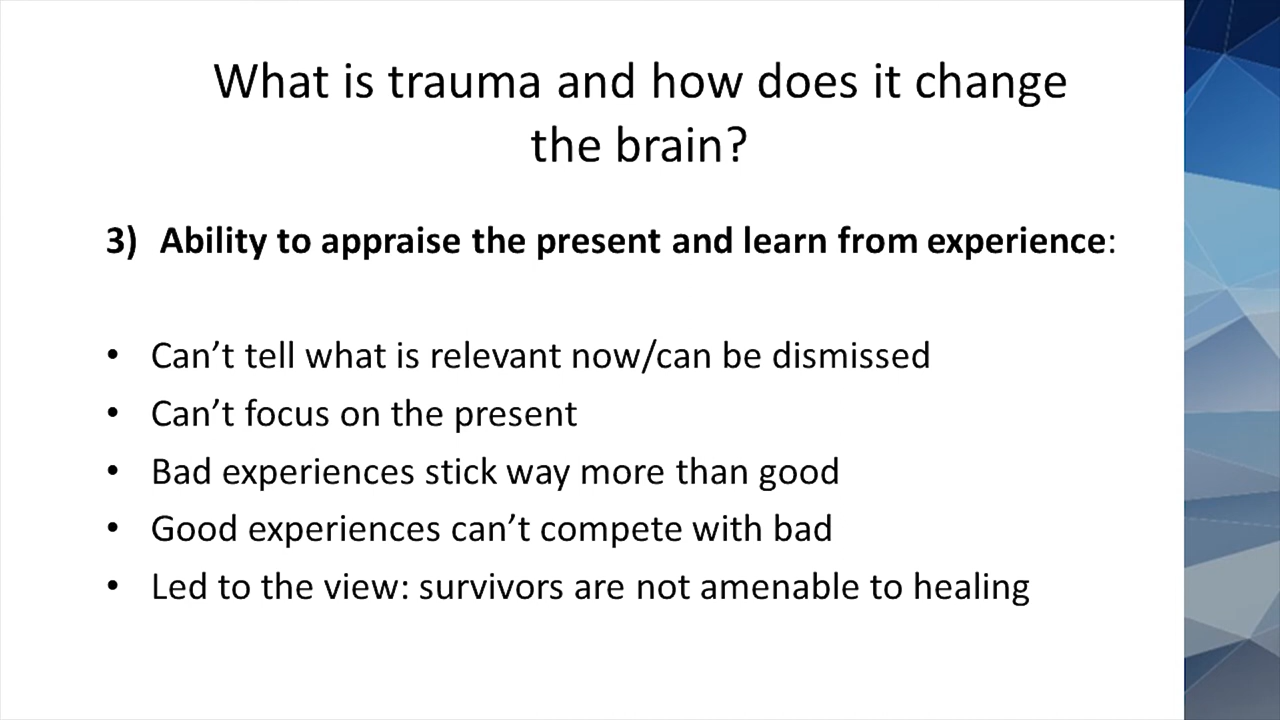 What is trauma and how does it change
the brain?
3) Ability to appraise the present and learn from experience:
• Can’t tell what is relevant now/can be dismissed
• Can’t focus on the present
• Bad experiences stick way more than good
• Good experiences can’t compete with bad
• Led to the view: survivors are not amenable to healing